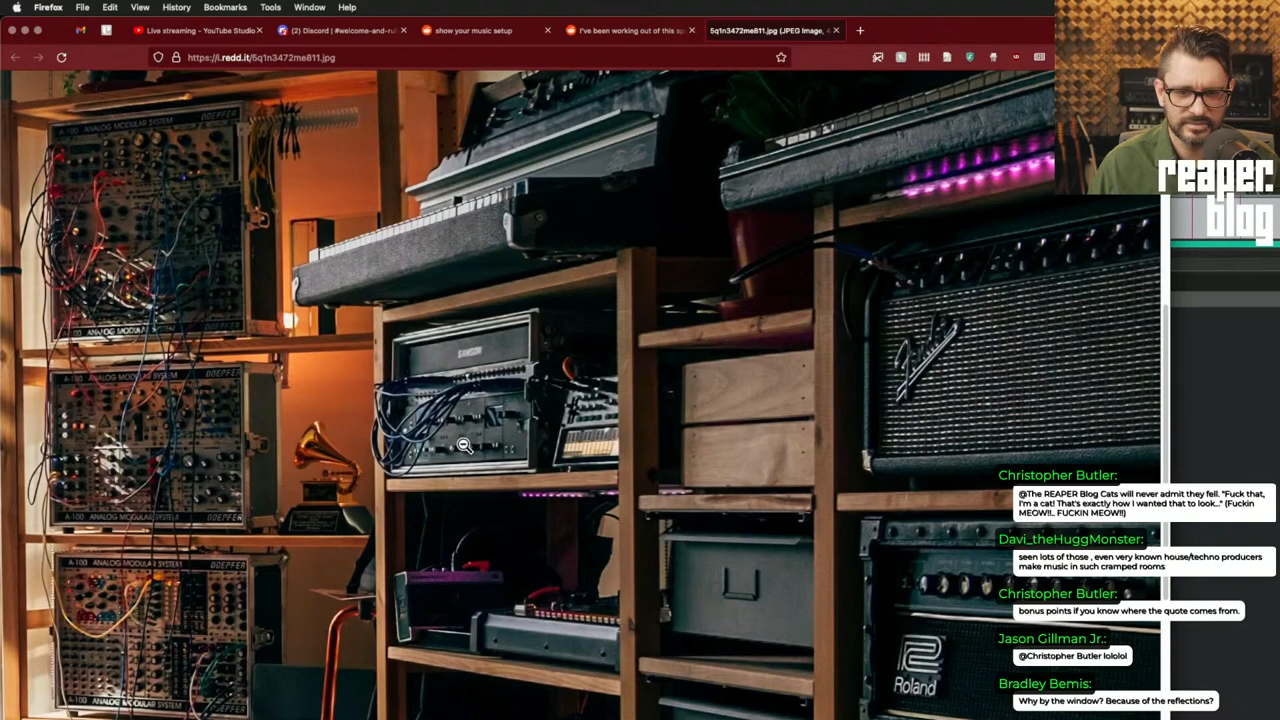 Firefox File Edit View History Bookmarks Tools Window Help
Live streaming - YouTube Studio
(2) Discord | #welcome-and-rul
show your music setup
I've been working out of this sp
5q1n3472me811.jpg (JPEG Image, 4
https://i.redd.it/5q1n3472me811.jpg
A-100 ANALOG MODULAR SYSTEM DOEPFER
A-100 ANALOG MODULAR SYSTEM DOEPFER
A-100 ANALOG MODULAR SYSTEM DOEPFER
A-100 ANALOG MODULAR SYSTEM DOEPFER
SAMSON
Fender
Roland
reaper.
blog
Christopher Butler:
@The REAPER Blog Cats will never admit they fell. "Fuck that,
I'm a cat! That's exactly how I wanted that to look..." (Fuckin
MEOW!!.. FUCKIN MEOW!!)
Davi_theHuggMonster:
seen lots of those , even very known house/techno producers
make music in such cramped rooms
Christopher Butler:
bonus points if you know where the quote comes from.
Jason Gillman Jr.:
@Christopher Butler lololol
Bradley Bemis:
Why by the window? Because of the reflections?